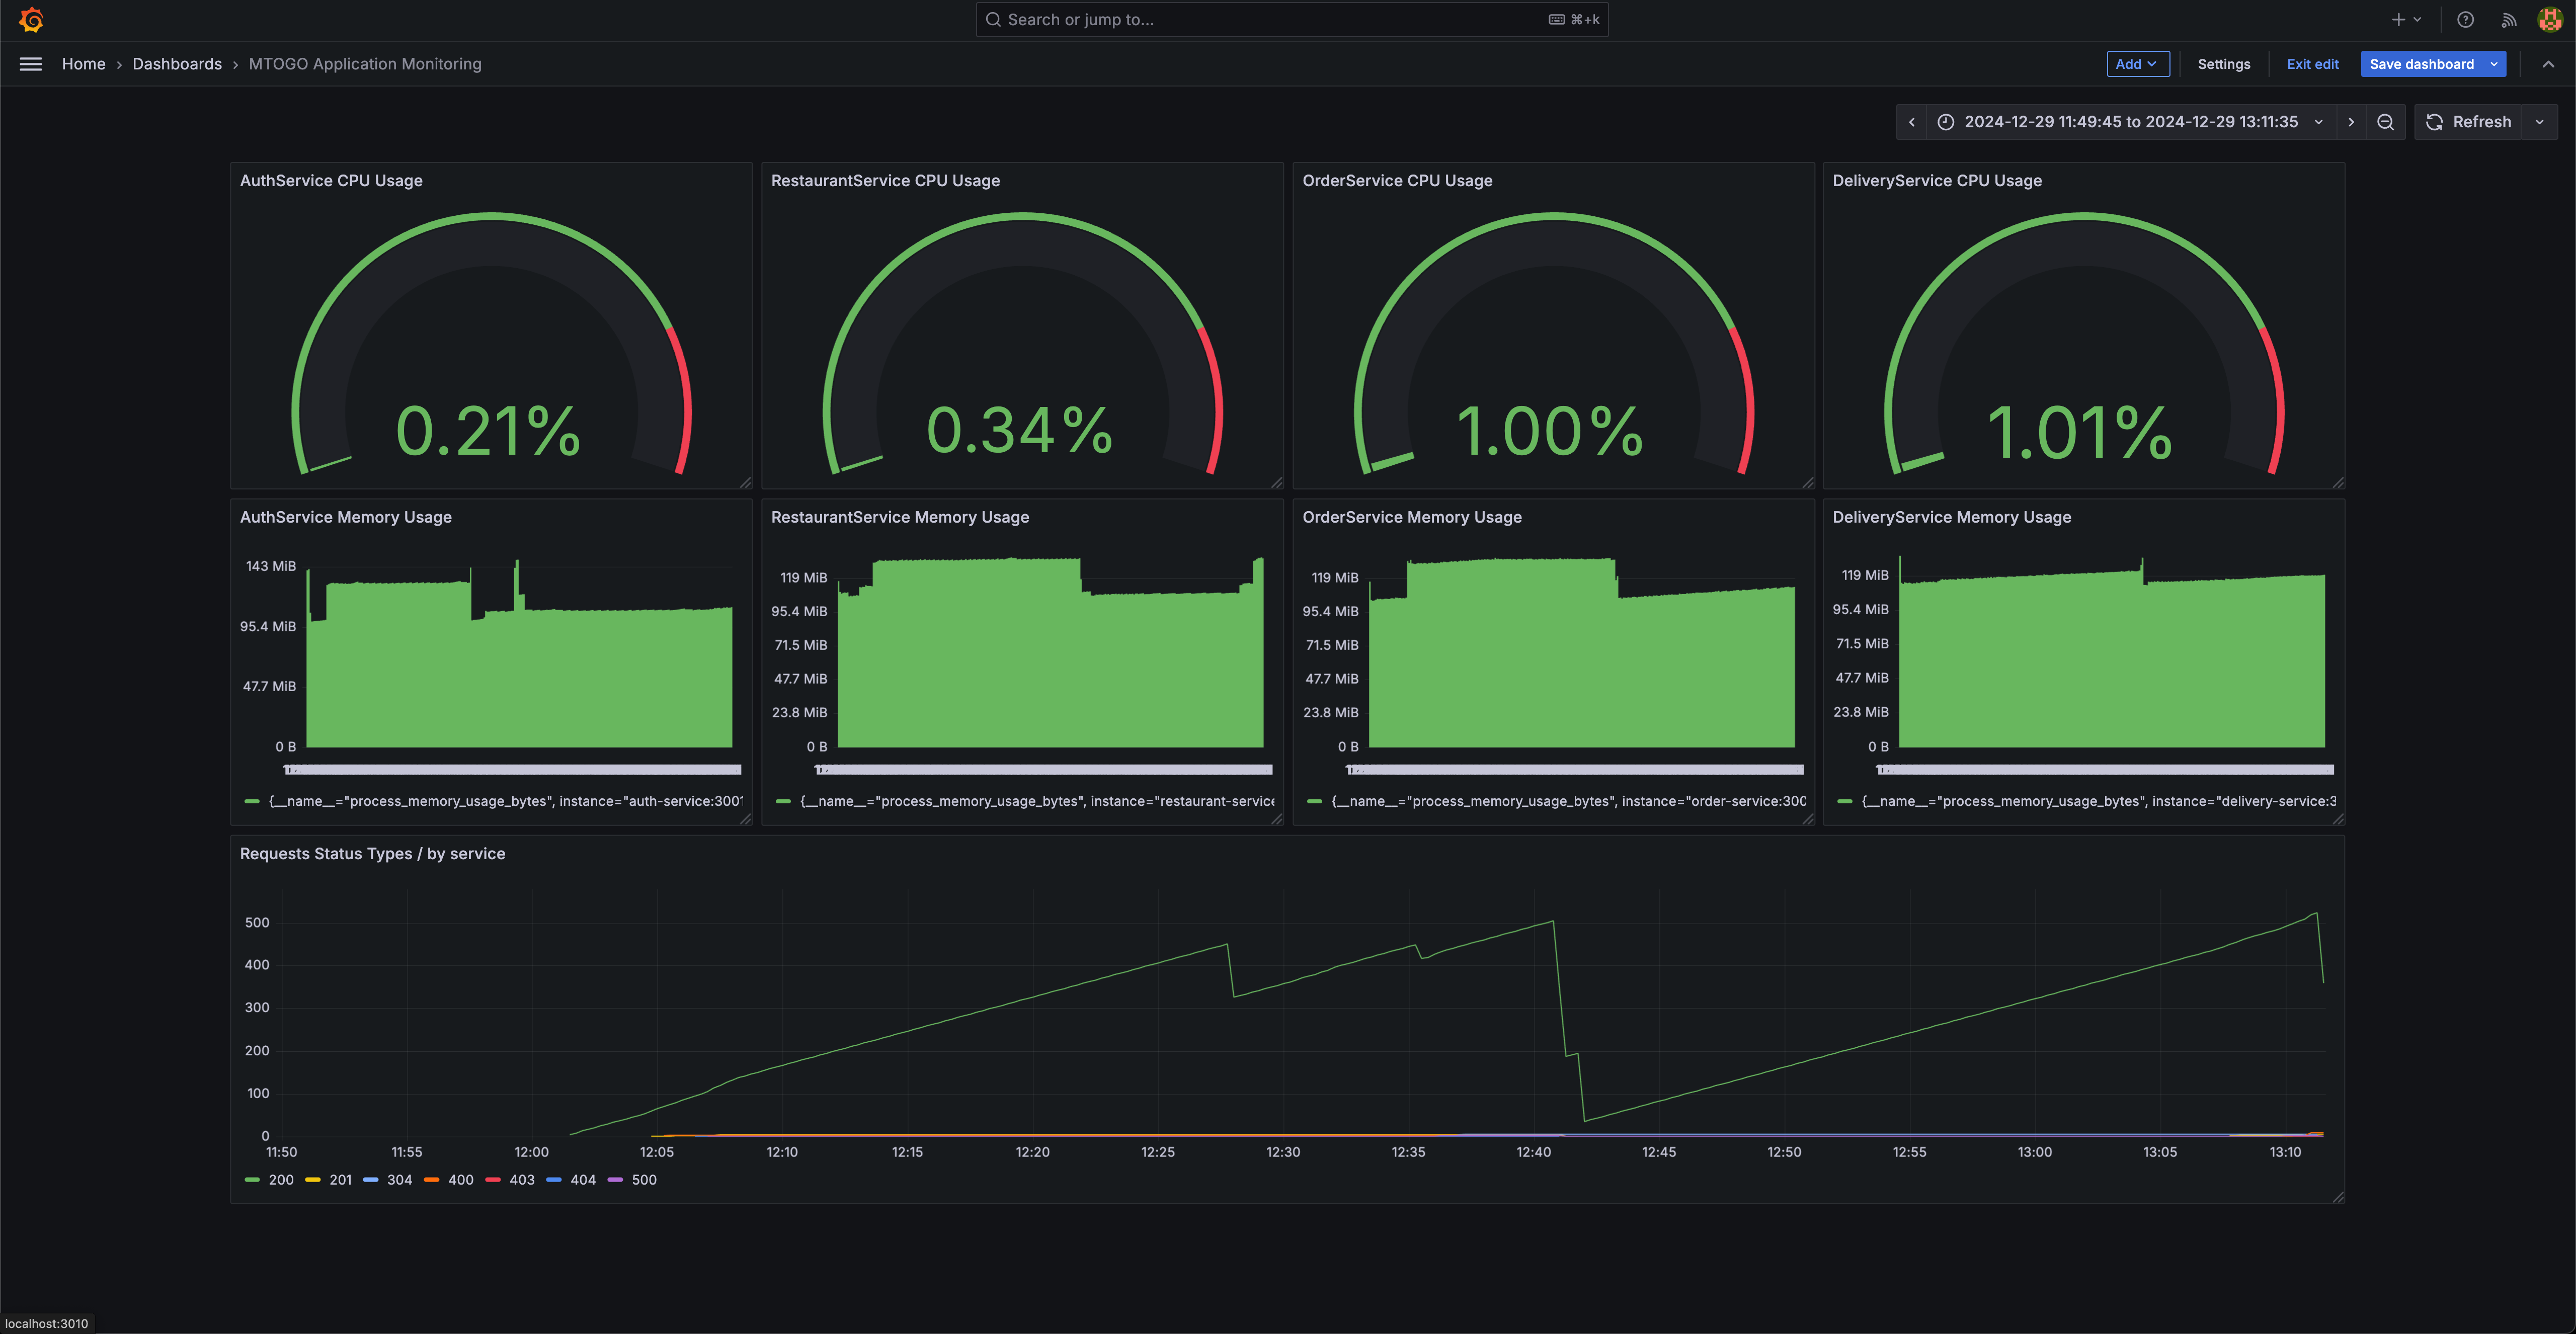 Search or jump to...
⌘+k
Home › Dashboards › MTOGO Application Monitoring
Add
Settings
Exit edit
Save dashboard
2024-12-29 11:49:45 to 2024-12-29 13:11:35
Refresh
AuthService CPU Usage
0.21%
RestaurantService CPU Usage
0.34%
OrderService CPU Usage
1.00%
DeliveryService CPU Usage
1.01%
AuthService Memory Usage
143 MiB
95.4 MiB
47.7 MiB
0 B
{__name__="process_memory_usage_bytes", instance="auth-service:3001
RestaurantService Memory Usage
119 MiB
95.4 MiB
71.5 MiB
47.7 MiB
23.8 MiB
0 B
{__name__="process_memory_usage_bytes", instance="restaurant-service
OrderService Memory Usage
119 MiB
95.4 MiB
71.5 MiB
47.7 MiB
23.8 MiB
0 B
{__name__="process_memory_usage_bytes", instance="order-service:300
DeliveryService Memory Usage
119 MiB
95.4 MiB
71.5 MiB
47.7 MiB
23.8 MiB
0 B
{__name__="process_memory_usage_bytes", instance="delivery-service:3
Requests Status Types / by service
500
400
300
200
100
0
11:50 11:55 12:00 12:05 12:10 12:15 12:20 12:25 12:30 12:35 12:40 12:45 12:50 12:55 13:00 13:05 13:10
200 201 304 400 403 404 500
localhost:3010